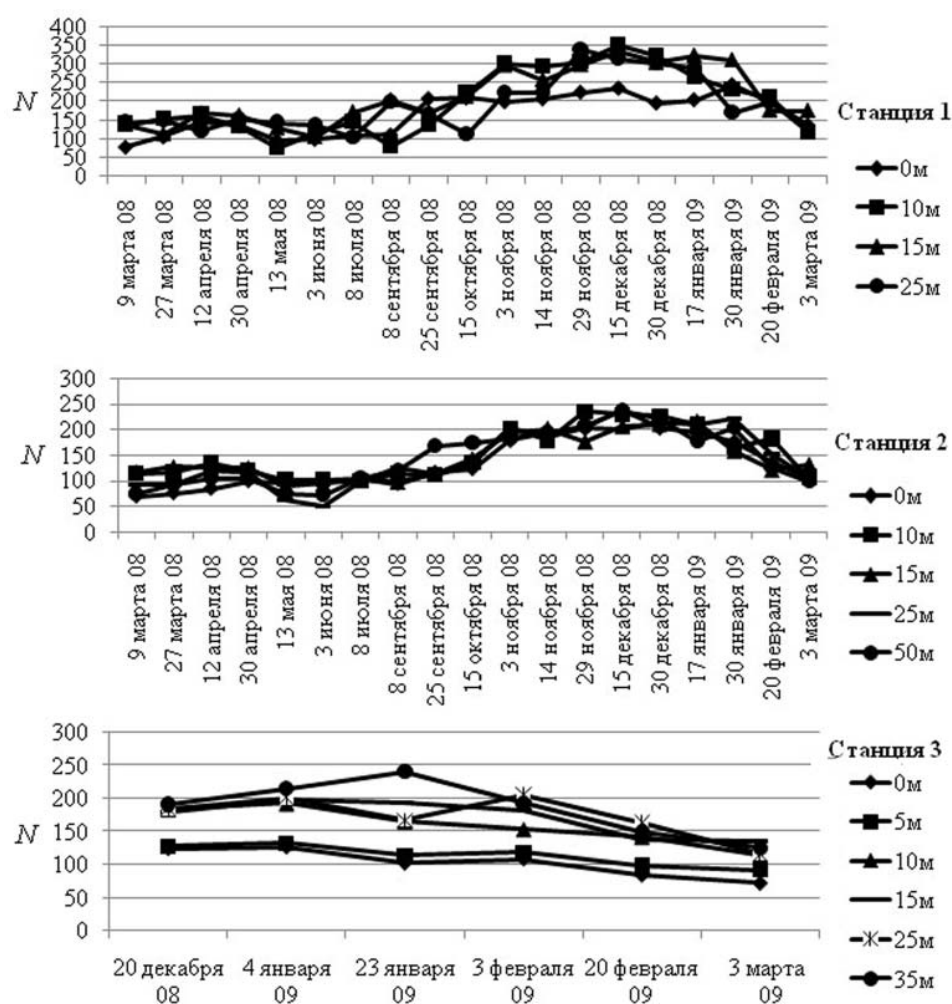 400
350
300
250
200
150
100
50
0
N
9 марта 08
27 марта 08
12 апреля 08
30 апреля 08
13 мая 08
3 июня 08
8 июля 08
8 сентября 08
25 сентября 08
15 октября 08
3 ноября 08
14 ноября 08
29 ноября 08
15 декабря 08
30 декабря 08
17 января 09
30 января 09
20 февраля 09
3 марта 09
Станция 1
0м
10м
15м
25м
300
250
200
150
100
50
0
N
9 марта 08
27 марта 08
12 апреля 08
30 апреля 08
13 мая 08
3 июня 08
8 июля 08
8 сентября 08
25 сентября 08
15 октября 08
3 ноября 08
14 ноября 08
29 ноября 08
15 декабря 08
30 декабря 08
17 января 09
30 января 09
20 февраля 09
3 марта 09
Станция 2
0м
10м
15м
25м
50м
300
250
200
150
100
50
0
N
20 декабря
08
4 января
09
23 января
09
3 февраля
09
20 февраля
09
3 марта
09
Станция 3
0м
5м
10м
15м
25м
35м